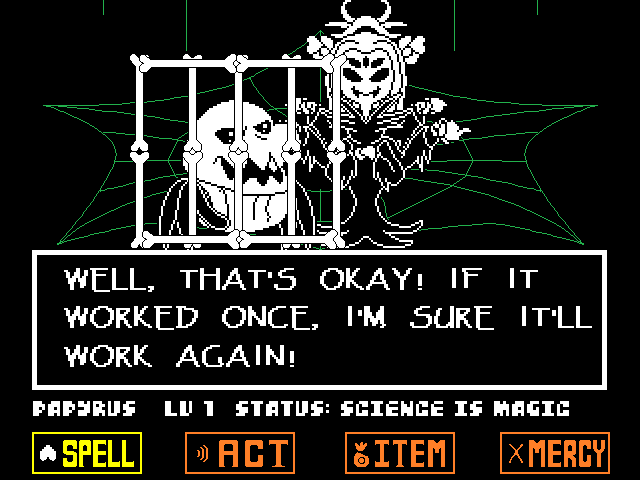 WELL, THAT'S OKAY! IF IT
WORKED ONCE, I'M SURE IT'LL
WORK AGAIN!
PAPYRUS LV 1 STATUS: SCIENCE IS MAGIC
SPELL ACT ITEM MERCY